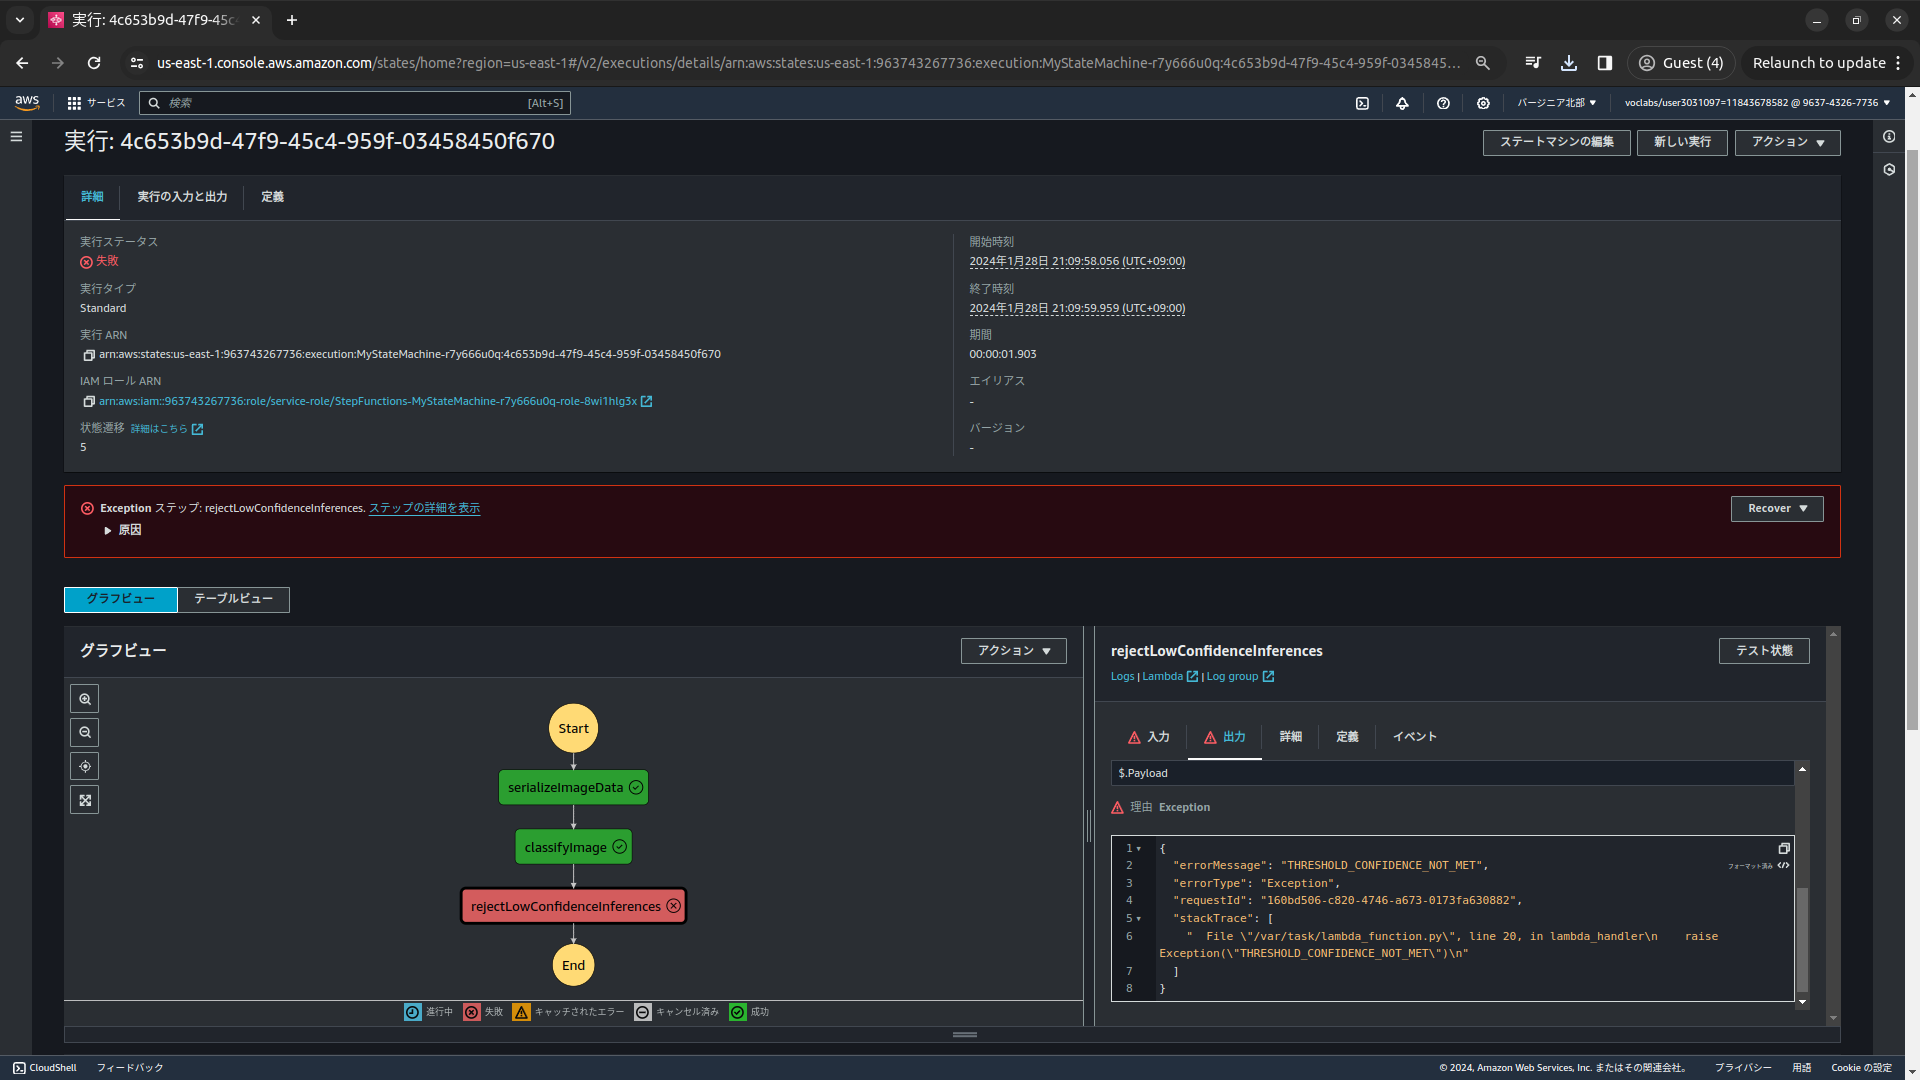 実行: 4c653b9d-47f9-45c
us-east-1.console.aws.amazon.com/states/home?region=us-east-1#/v2/executions/details/arn:aws:states:us-east-1:963743267736:execution:MyStateMachine-r7y666u0q:4c653b9d-47f9-45c4-959f-0345845...
Guest (4)
Relaunch to update
aws
サービス
検索
[Alt+S]
バージニア北部
voclabs/user3031097=11843678582 @ 9637-4326-7736
実行: 4c653b9d-47f9-45c4-959f-03458450f670
ステートマシンの編集
新しい実行
アクション
詳細
実行の入力と出力
定義
実行ステータス
失敗
実行タイプ
Standard
実行 ARN
arn:aws:states:us-east-1:963743267736:execution:MyStateMachine-r7y666u0q:4c653b9d-47f9-45c4-959f-03458450f670
IAM ロール ARN
arn:aws:iam::963743267736:role/service-role/StepFunctions-MyStateMachine-r7y666u0q-role-8wi1hlg3x
状態遷移 詳細はこちら
5
開始時刻
2024年1月28日 21:09:58.056 (UTC+09:00)
終了時刻
2024年1月28日 21:09:59.959 (UTC+09:00)
期間
00:00:01.903
エイリアス
-
バージョン
-
Exception ステップ: rejectLowConfidenceInferences. ステップの詳細を表示
原因
Recover
グラフビュー
テーブルビュー
グラフビュー
アクション
Start
serializeImageData
classifyImage
rejectLowConfidenceInferences
End
進行中
失敗
キャッチされたエラー
キャンセル済み
成功
rejectLowConfidenceInferences
テスト状態
Logs | Lambda | Log group
入力
出力
詳細
定義
イベント
$.Payload
理由 Exception
フォーマット済み
1 {
2 "errorMessage": "THRESHOLD_CONFIDENCE_NOT_MET",
3 "errorType": "Exception",
4 "requestId": "160bd506-c820-4746-a673-0173fa630882",
5 "stackTrace": [
6 " File \"/var/task/lambda_function.py\", line 20, in lambda_handler\n    raise
Exception(\"THRESHOLD_CONFIDENCE_NOT_MET\")\n"
7 ]
8 }
CloudShell
フィードバック
© 2024, Amazon Web Services, Inc. またはその関連会社。
プライバシー
用語
Cookie の設定